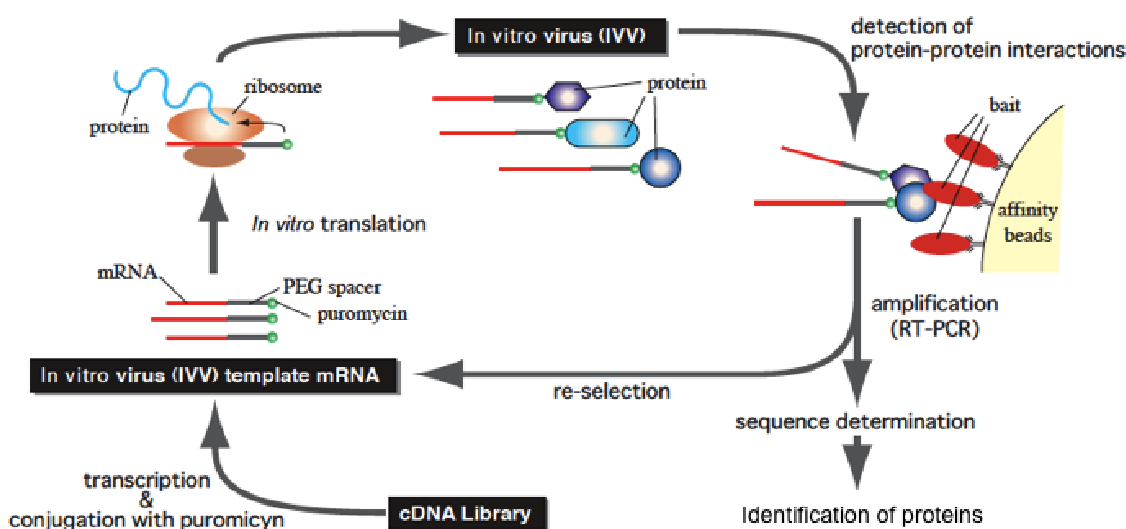 In vitro virus (IVV)
detection of
protein-protein interactions
ribosome
protein
protein
bait
In vitro translation
affinity
beads
mRNA
PEG spacer
puromycin
amplification
(RT-PCR)
In vitro virus (IVV) template mRNA
re-selection
sequence determination
transcription
&
conjugation with puromicyn
cDNA Library
Identification of proteins